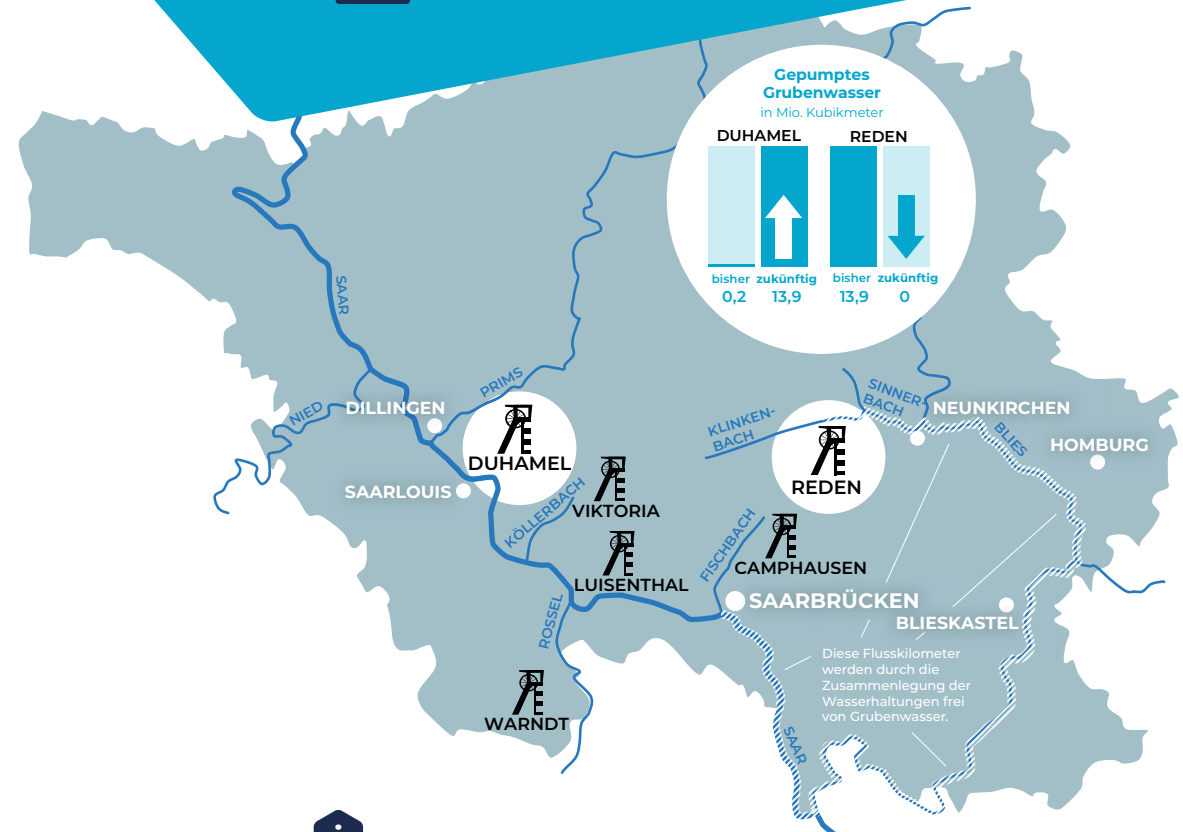 Gepumptes
Grubenwasser
in Mio. Kubikmeter
DUHAMEL
REDEN
bisher
zukünftig
bisher
zukünftig
0,2
13,9
13,9
0
SAAR
PRIMS
NIED
DILLINGEN
DUHAMEL
SAARLOUIS
KÖLLERBACH
VIKTORIA
LUISENTHAL
ROSSEL
WARNDT
KLINKEN-
BACH
SINNER-
BACH
NEUNKIRCHEN
BLIES
HOMBURG
REDEN
FISCHBACH
CAMPHAUSEN
SAARBRÜCKEN
BLIESKASTEL
Diese Flusskilometer
werden durch die
Zusammenlegung der
Wasserhaltungen frei
von Grubenwasser.
SAAR